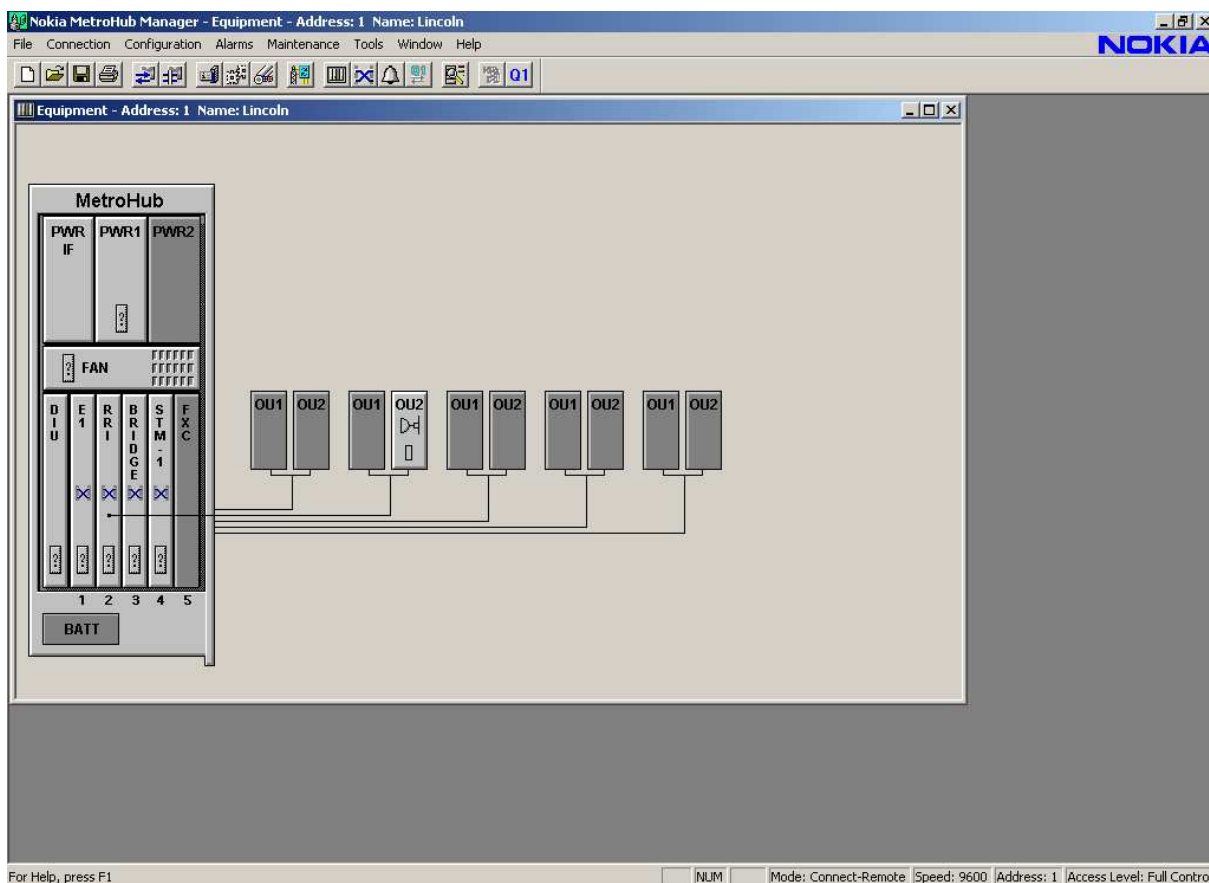 Nokia MetroHub Manager - Equipment - Address: 1 Name: Lincoln
File Connection Configuration Alarms Maintenance Tools Window Help
NOKIA
Q1
Equipment - Address: 1 Name: Lincoln
MetroHub
PWR IF PWR1 PWR2
?
? FAN
DIU E1 RRI BRIDGE STM-1 FXC
OU1 OU2 OU1 OU2 OU1 OU2 OU1 OU2 OU1 OU2
? ? ? ? ?
1 2 3 4 5
BATT
For Help, press F1 NUM Mode: Connect-Remote Speed: 9600 Address: 1 Access Level: Full Contro